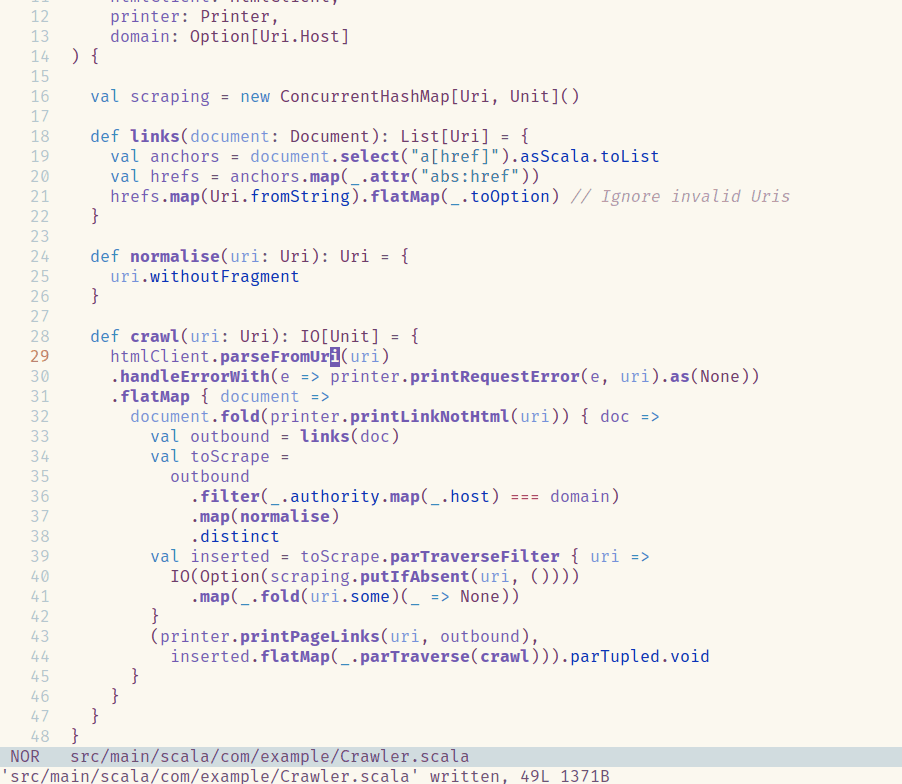 12      printer: Printer,
13      domain: Option[Uri.Host]
14  ) {
15
16    val scraping = new ConcurrentHashMap[Uri, Unit]()
17
18    def links(document: Document): List[Uri] = {
19      val anchors = document.select("a[href]").asScala.toList
20      val hrefs = anchors.map(_.attr("abs:href"))
21      hrefs.map(Uri.fromString).flatMap(_.toOption) // Ignore invalid Uris
22    }
23
24    def normalise(uri: Uri): Uri = {
25      uri.withoutFragment
26    }
27
28    def crawl(uri: Uri): IO[Unit] = {
29      htmlClient.parseFromUri(uri)
30      .handleErrorWith(e => printer.printRequestError(e, uri).as(None))
31      .flatMap { document =>
32        document.fold(printer.printLinkNotHtml(uri)) { doc =>
33          val outbound = links(doc)
34          val toScrape =
35            outbound
36              .filter(_.authority.map(_.host) === domain)
37              .map(normalise)
38              .distinct
39          val inserted = toScrape.parTraverseFilter { uri =>
40            IO(Option(scraping.putIfAbsent(uri, ())))
41              .map(_.fold(uri.some)(_ => None))
42          }
43          (printer.printPageLinks(uri, outbound),
44            inserted.flatMap(_.parTraverse(crawl))).parTupled.void
45        }
46      }
47    }
48  }
NOR   src/main/scala/com/example/Crawler.scala
'src/main/scala/com/example/Crawler.scala' written, 49L 1371B